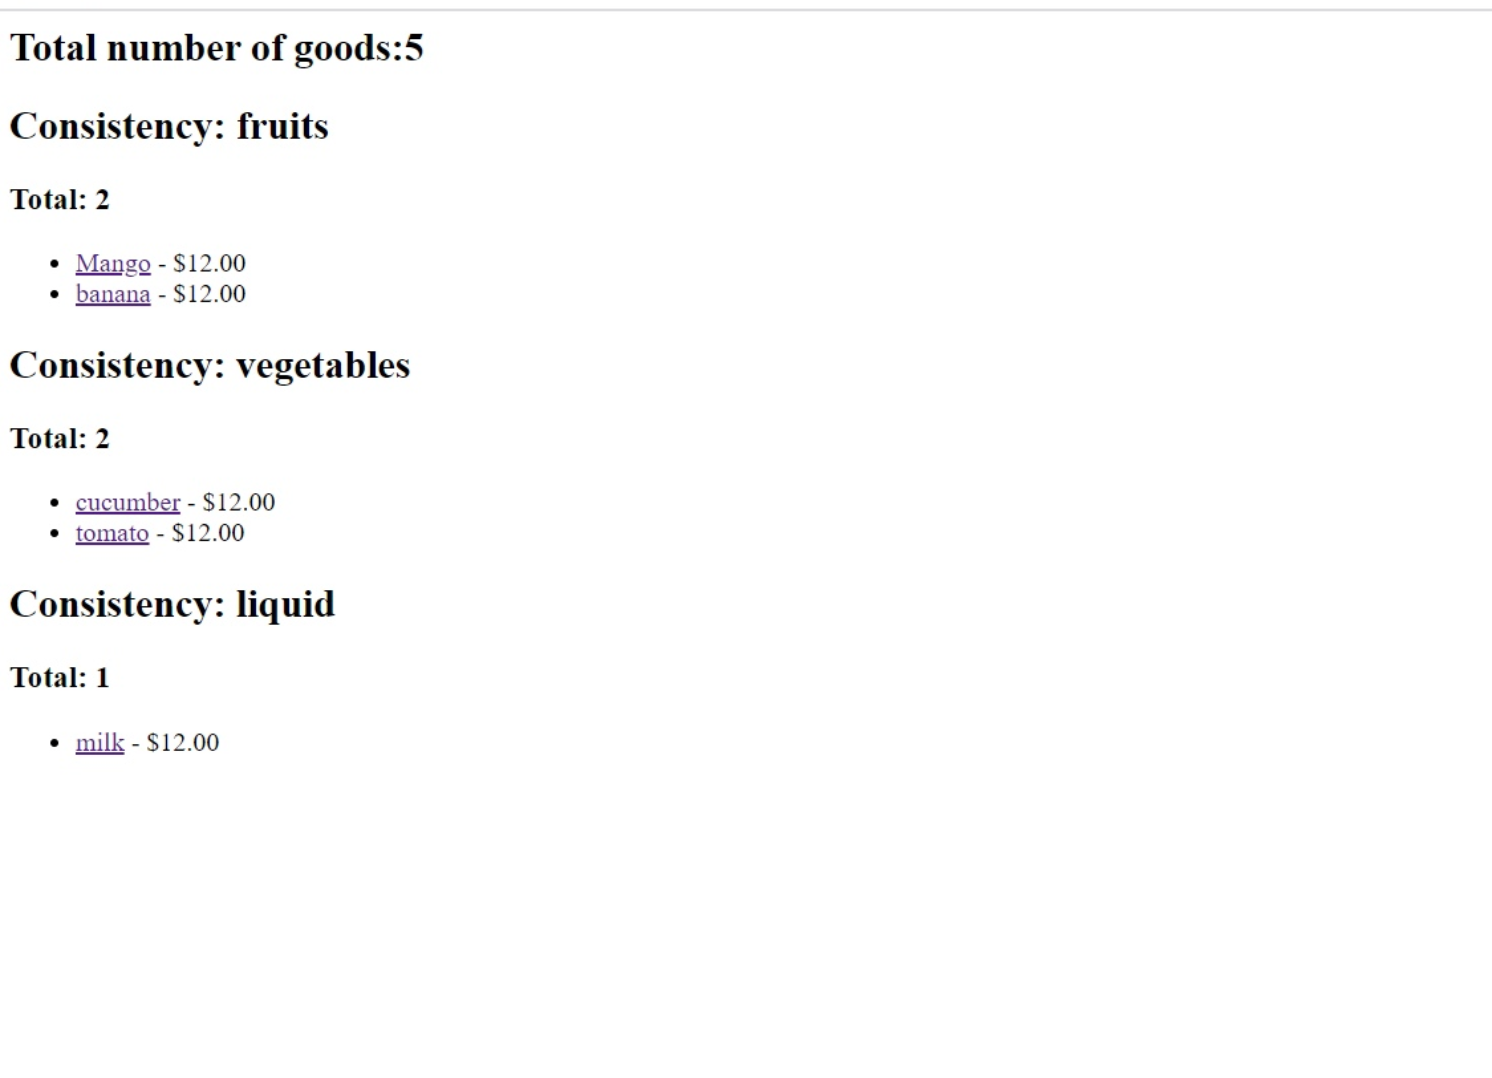 Total number of goods:5
Consistency: fruits
Total: 2
Mango - $12.00
banana - $12.00
Consistency: vegetables
Total: 2
cucumber - $12.00
tomato - $12.00
Consistency: liquid
Total: 1
milk - $12.00